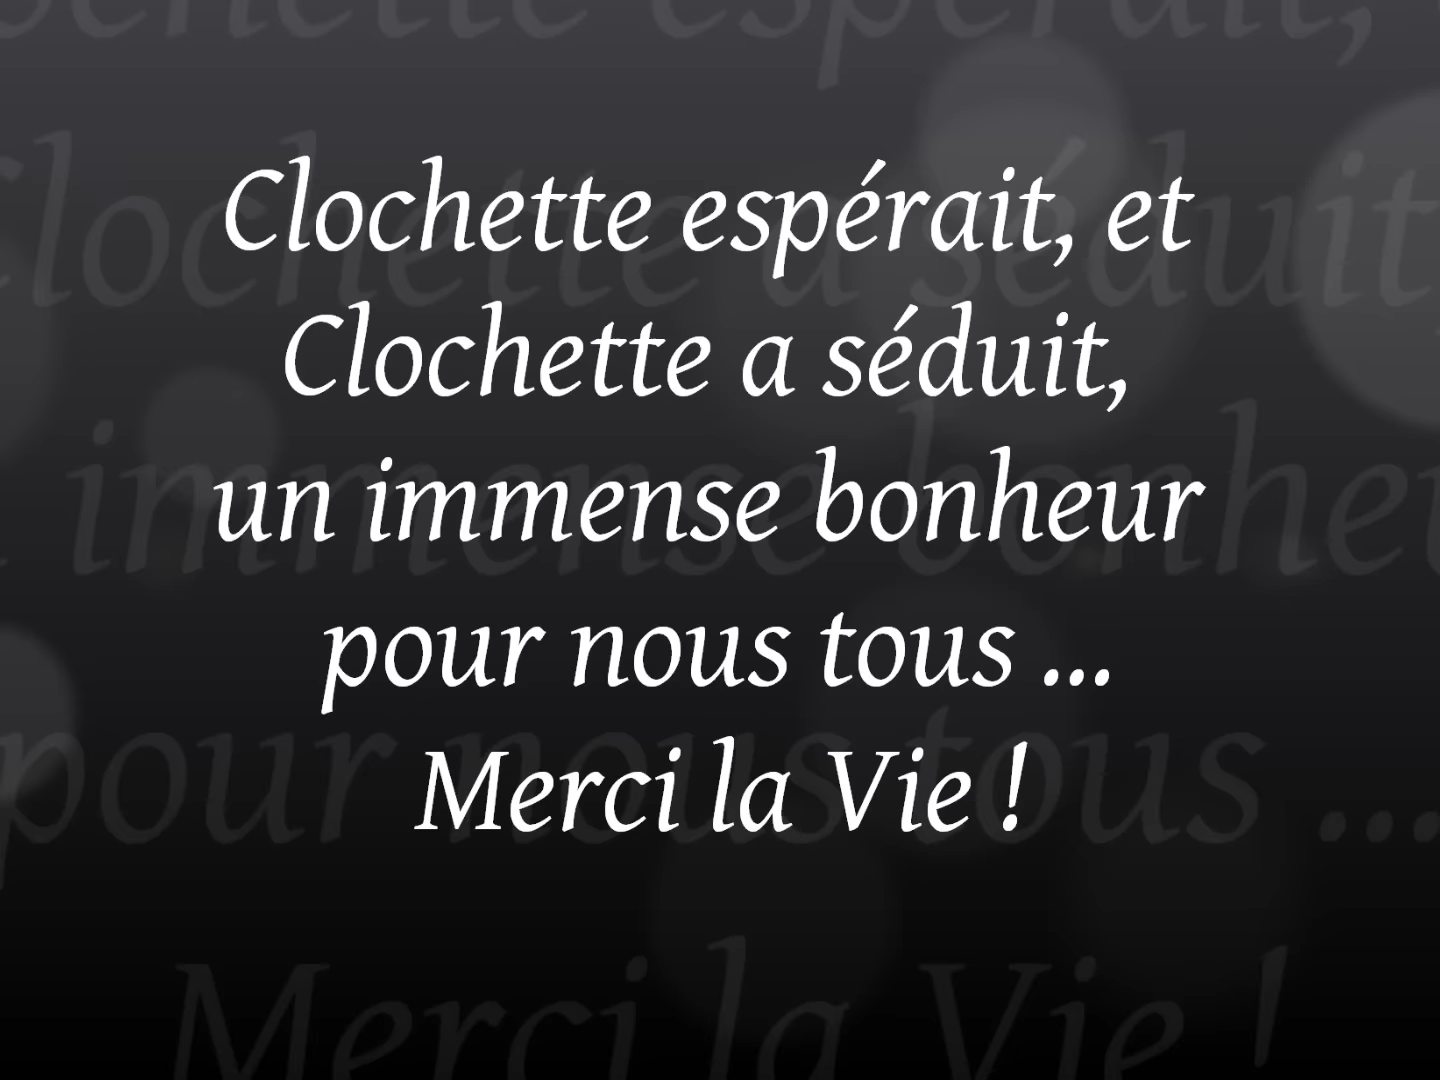 Clochette espérait, et
Clochette a séduit,
un immense bonheur
pour nous tous ...
Merci la Vie !